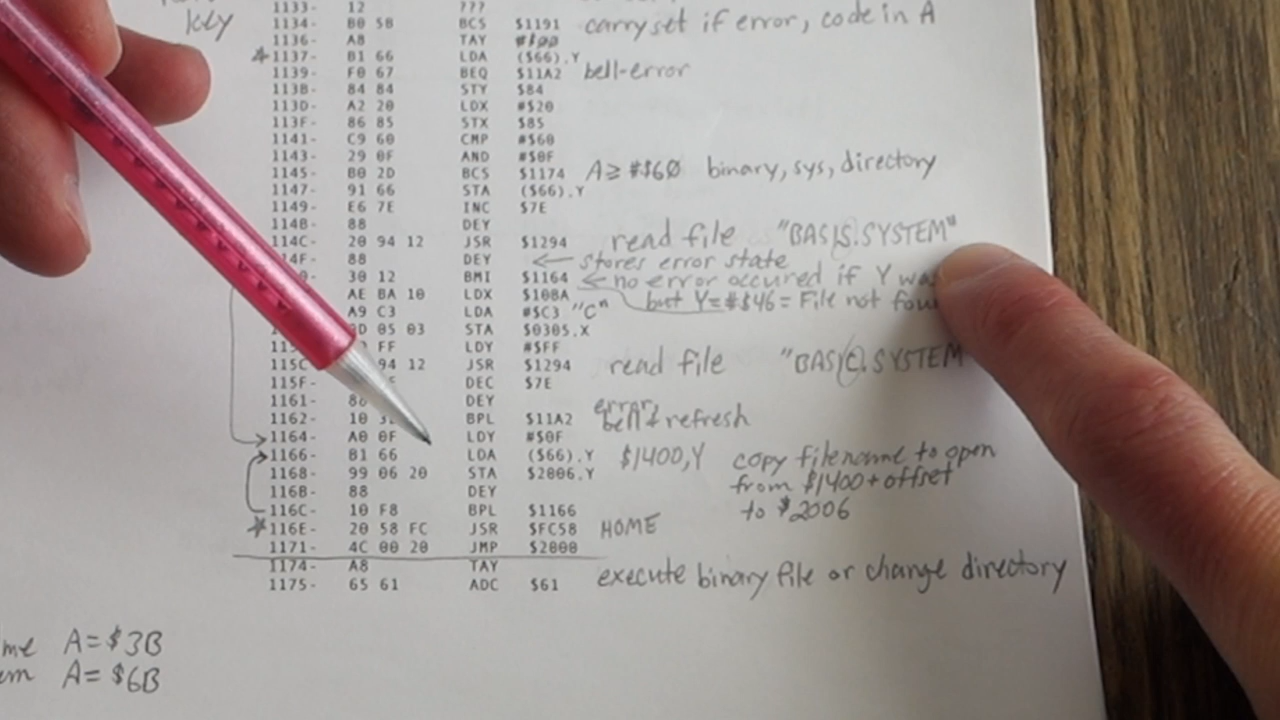 key
1133- 12 ???
1134- B0 5B BCS $1191 carry set if error, code in A
1136- A8 TAY #$00
1137- B1 66 LDA ($66),Y
1139- F0 67 BEQ $11A2 bell-error
113B- 84 84 STY $84
113D- A2 20 LDX #$20
113F- 86 85 STX $85
1141- C9 60 CMP #$60
1143- 29 0F AND #$0F
1145- B0 2D BCS $1174 A≥#$60 binary, sys, directory
1147- 91 66 STA ($66),Y
1149- E6 7E INC $7E
114B- 88 DEY
114C- 20 94 12 JSR $1294 read file "BASIS.SYSTEM"
14F- 88 DEY ← stores error state
30 12 BMI $1164 ← no error occured if Y was
AE BA 10 LDX $10BA but Y=#$46= File not fou
A9 C3 LDA #$C3 "C"
D 05 03 STA $0305,X
FF LDY #$FF
115C 94 12 JSR $1294 read file "BASIC.SYSTEM
115F- DEC $7E
1161- 88 DEY
1162- 10 BPL $11A2 error bell & refresh
1164- A0 0F LDY #$0F
1166- B1 66 LDA ($66),Y $1400,Y copy filename to open
1168- 99 06 20 STA $2006,Y from $1400+offset
116B- 88 DEY
116C- 10 F8 BPL $1166 to $2006
116E- 20 58 FC JSR $FC58 HOME
1171- 4C 00 20 JMP $2000
1174- A8 TAY
1175- 65 61 ADC $61 execute binary file or change directory
me A=$3B
em A=$6B